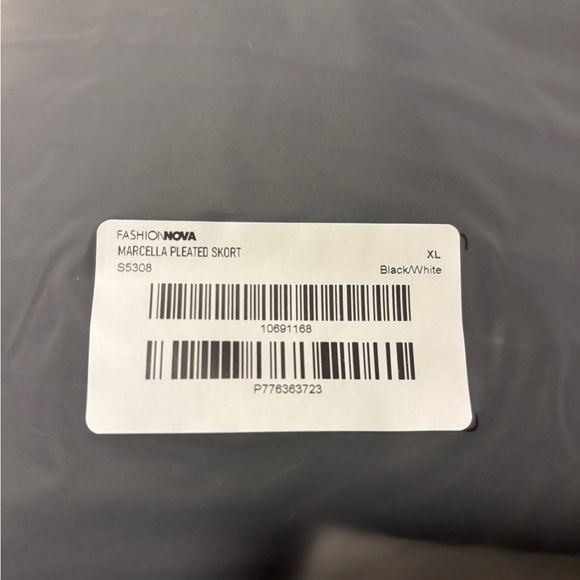 FASHIONNOVA
MARCELLA PLEATED SKORT XL
S5308 Black/White
10691168
P776363723